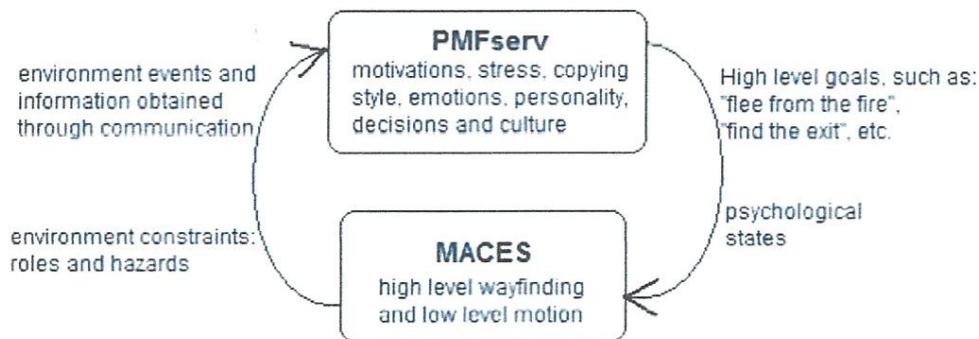 PMFserv
motivations, stress, copying
style, emotions, personality,
decisions and culture
environment events and
information obtained
through communication
High level goals, such as:
"flee from the fire",
"find the exit", etc.
environment constraints:
roles and hazards
psychological
states
MACES
high level wayfinding
and low level motion